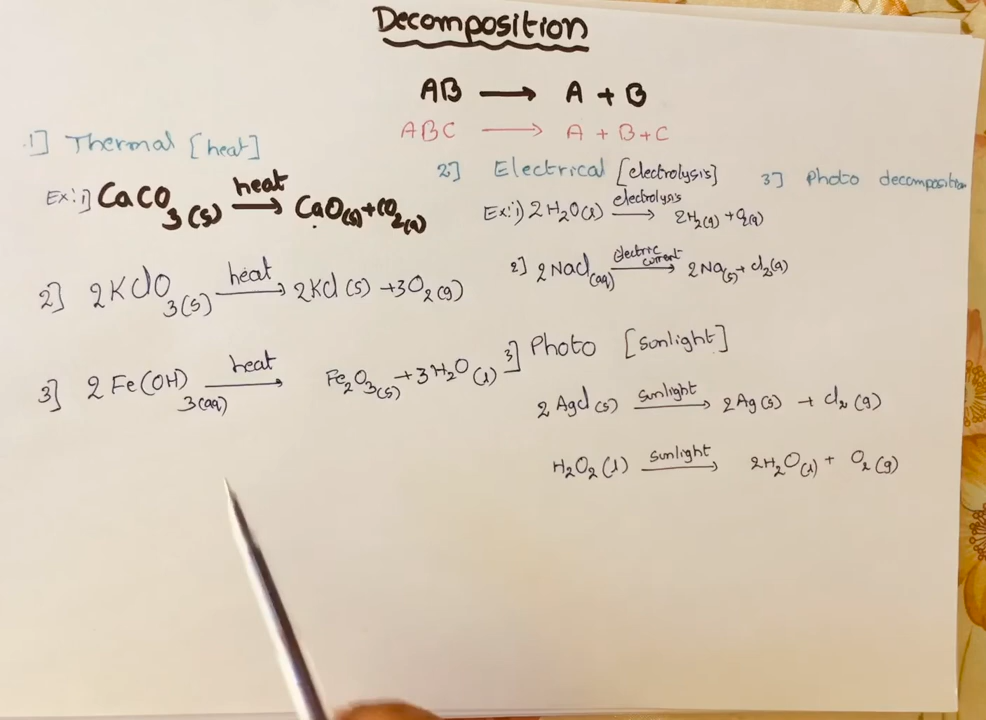 Decomposition
AB → A + B
ABC → A + B + C
1] Thermal [heat]
Ex: i] CaCO3(s) heat→ CaO(s) + CO2(g)
2] 2KClO3(s) heat→ 2KCl(s) + 3O2(g)
3] 2Fe(OH)3(aq) heat→ Fe2O3(s) + 3H2O(l)
2] Electrical [electrolysis]
Ex: i) 2H2O(l) electrolysis→ 2H2(g) + O2(g)
2] 2NaCl(aq) electric current→ 2Na(s) + Cl2(g)
3] Photo decomposition
3] Photo [sunlight]
2AgCl(s) sunlight→ 2Ag(s) + Cl2(g)
H2O2(l) sunlight→ 2H2O(l) + O2(g)